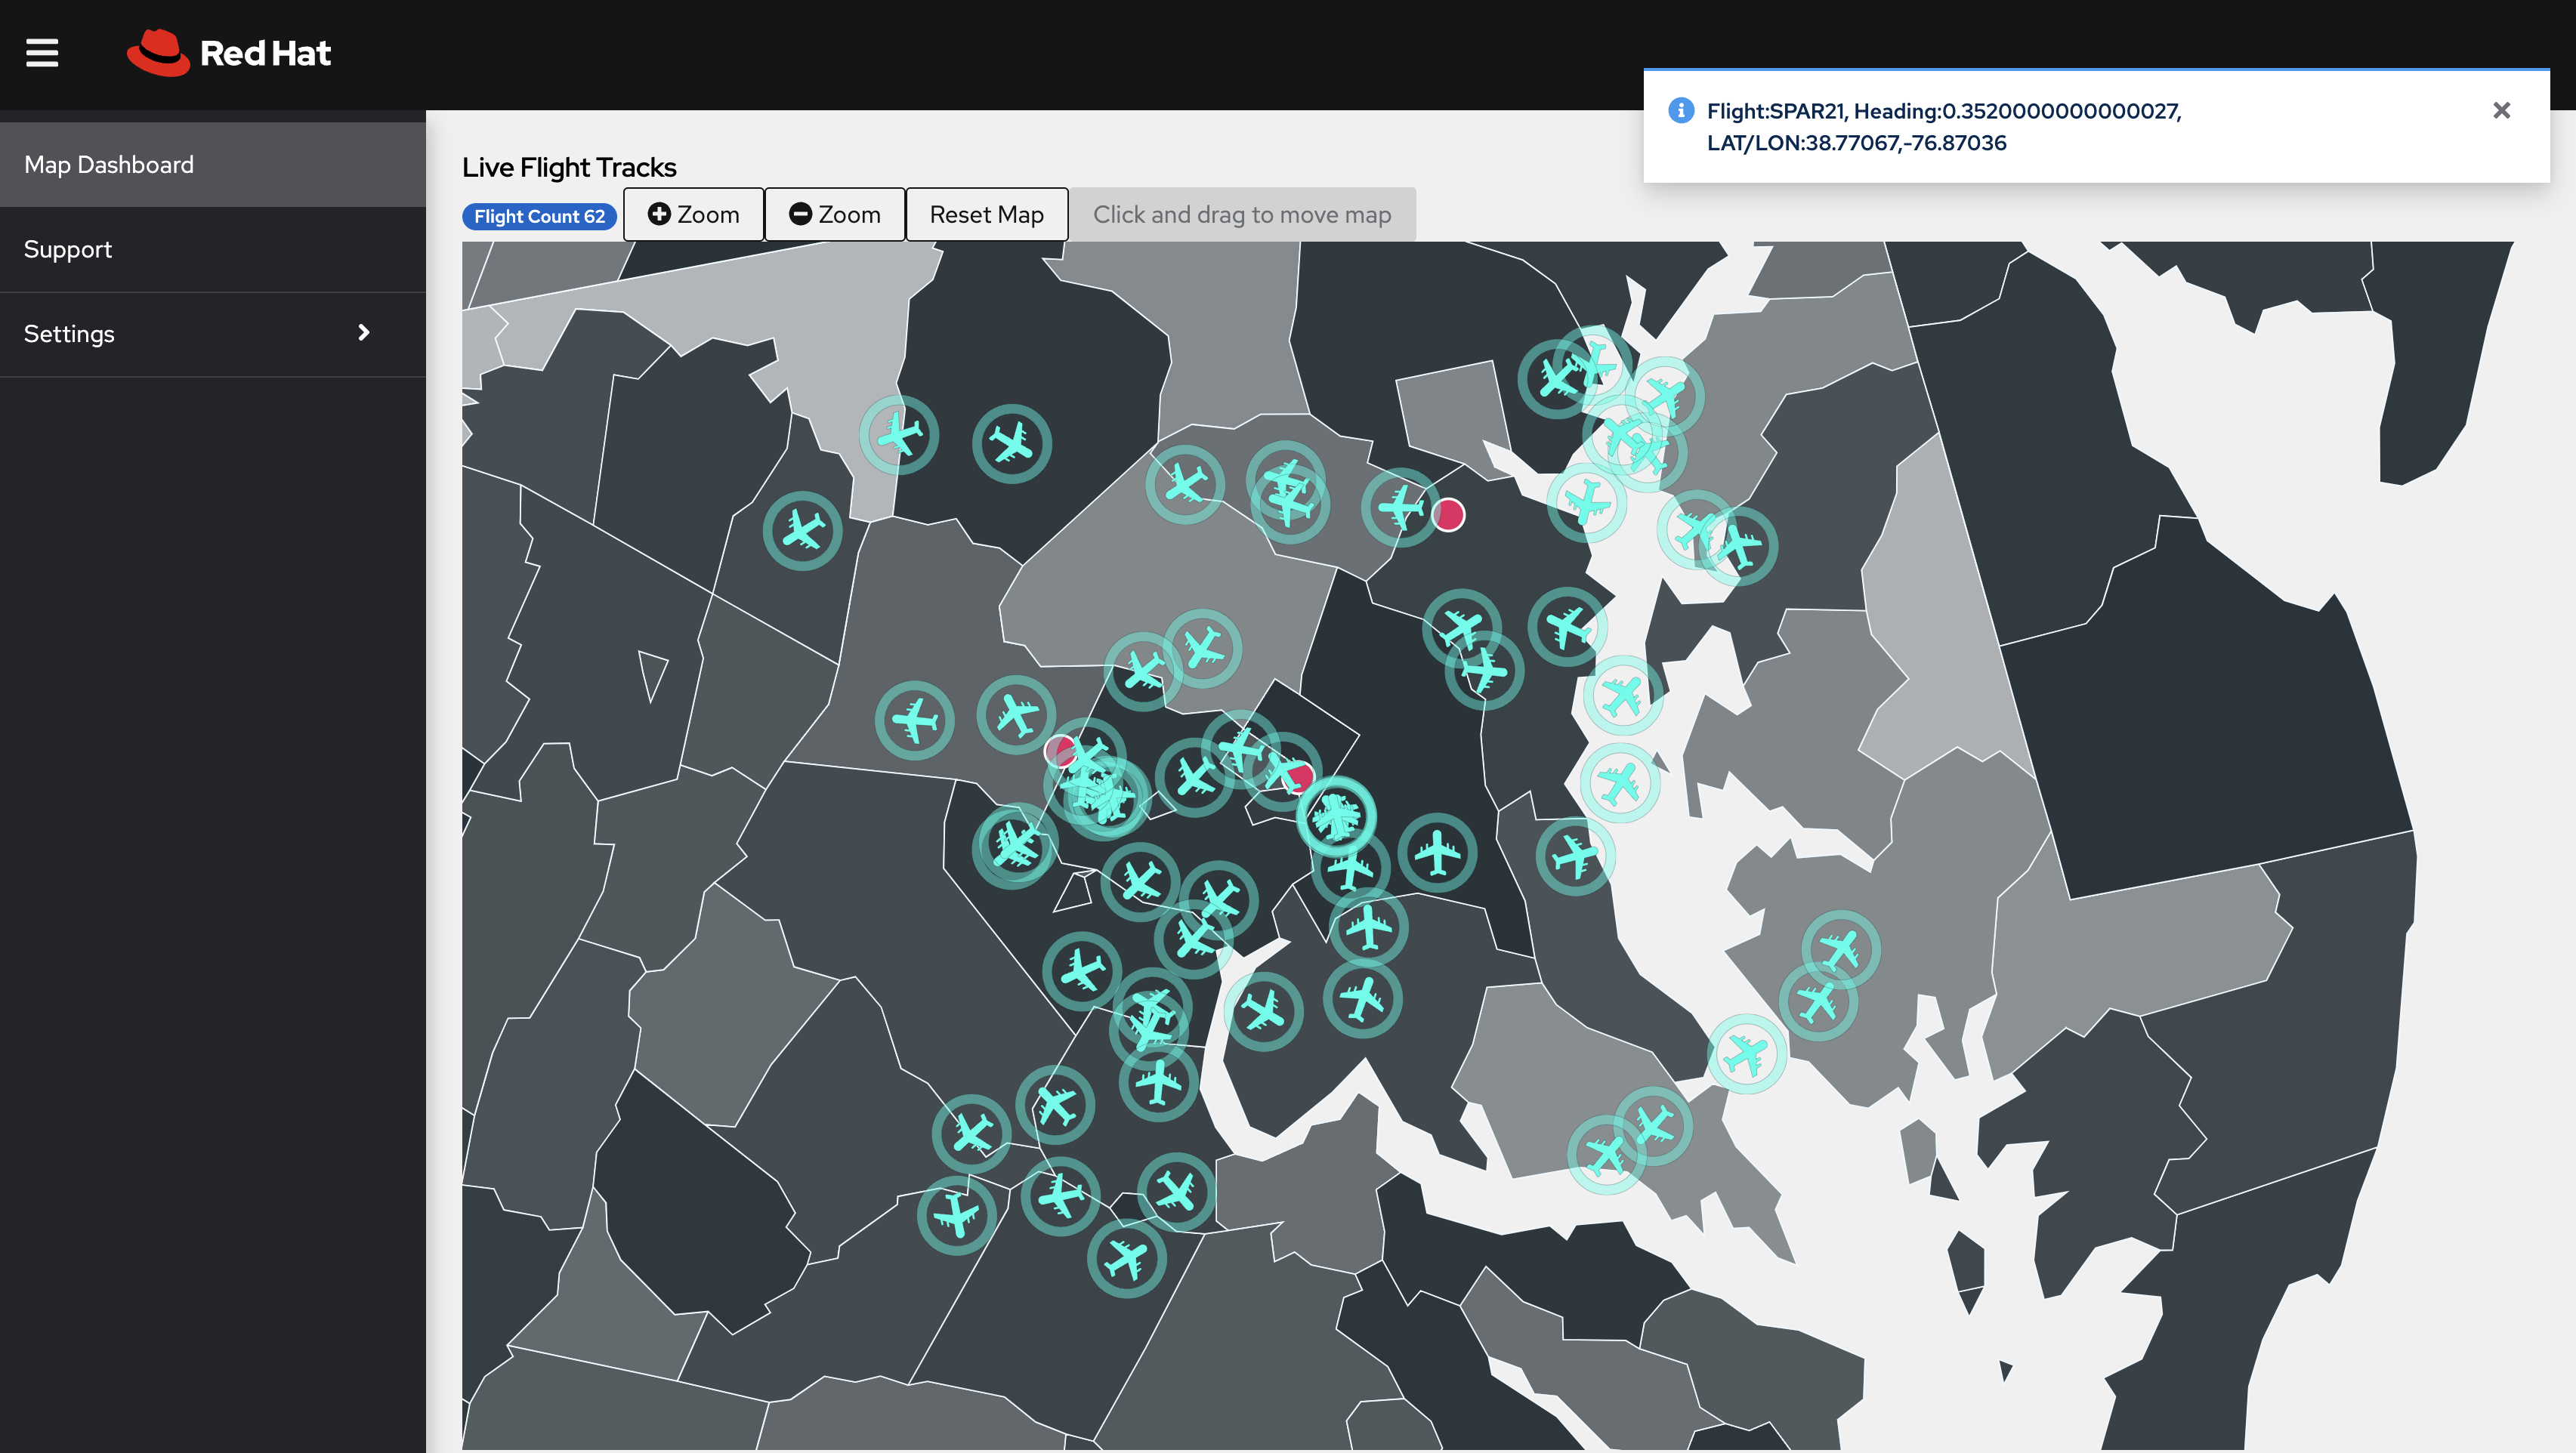 Red Hat
Flight:SPAR21, Heading:0.3520000000000027,
LAT/LON:38.77067,-76.87036
Map Dashboard
Support
Settings
Live Flight Tracks
Flight Count 62
Zoom
Zoom
Reset Map
Click and drag to move map